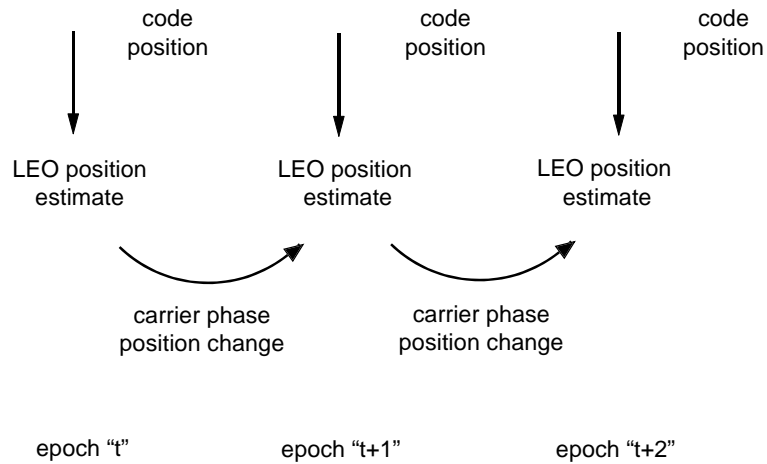 code
position
code
position
code
position
LEO position
estimate
LEO position
estimate
LEO position
estimate
carrier phase
position change
carrier phase
position change
epoch “t”
epoch “t+1”
epoch “t+2”